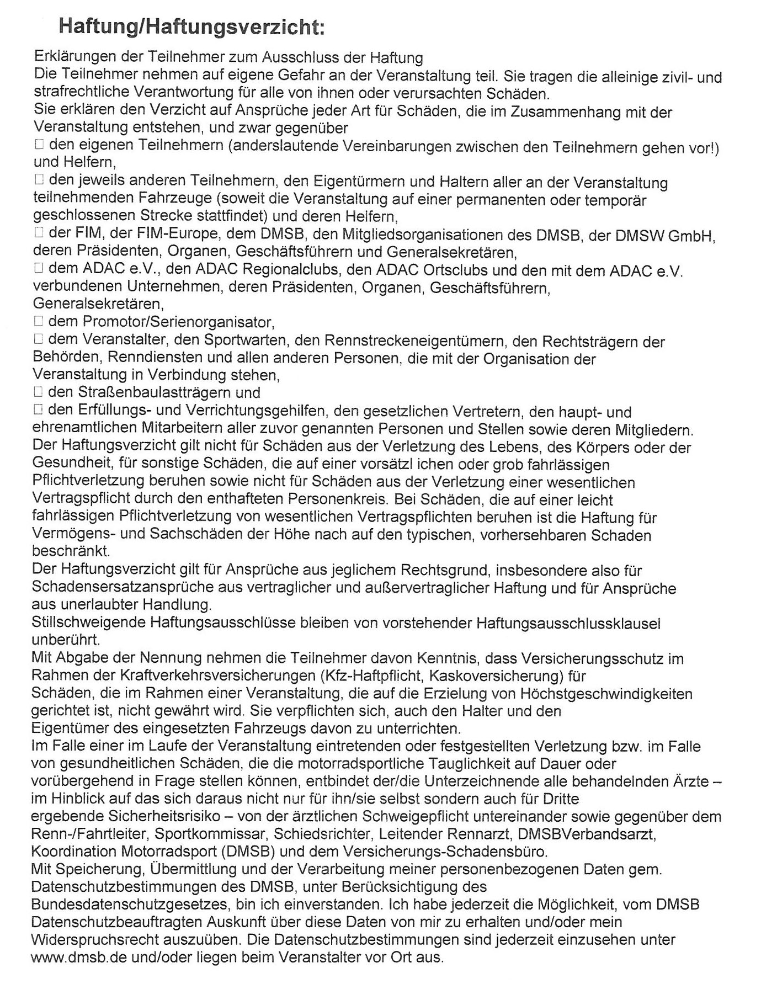 Haftung/Haftungsverzicht:
Erklärungen der Teilnehmer zum Ausschluss der Haftung
Die Teilnehmer nehmen auf eigene Gefahr an der Veranstaltung teil. Sie tragen die alleinige zivil- und
strafrechtliche Verantwortung für alle von ihnen oder verursachten Schäden.
Sie erklären den Verzicht auf Ansprüche jeder Art für Schäden, die im Zusammenhang mit der
Veranstaltung entstehen, und zwar gegenüber
□ den eigenen Teilnehmern (anderslautende Vereinbarungen zwischen den Teilnehmern gehen vor!)
und Helfern,
□ den jeweils anderen Teilnehmern, den Eigentürmern und Haltern aller an der Veranstaltung
teilnehmenden Fahrzeuge (soweit die Veranstaltung auf einer permanenten oder temporär
geschlossenen Strecke stattfindet) und deren Helfern,
□ der FIM, der FIM-Europe, dem DMSB, den Mitgliedsorganisationen des DMSB, der DMSW GmbH,
deren Präsidenten, Organen, Geschäftsführern und Generalsekretären,
□ dem ADAC e.V., den ADAC Regionalclubs, den ADAC Ortsclubs und den mit dem ADAC e.V.
verbundenen Unternehmen, deren Präsidenten, Organen, Geschäftsführern,
Generalsekretären,
□ dem Promotor/Serienorganisator,
□ dem Veranstalter, den Sportwarten, den Rennstreckeneigentümern, den Rechtsträgern der
Behörden, Renndiensten und allen anderen Personen, die mit der Organisation der
Veranstaltung in Verbindung stehen,
□ den Straßenbaulastträgern und
□ den Erfüllungs- und Verrichtungsgehilfen, den gesetzlichen Vertretern, den haupt- und
ehrenamtlichen Mitarbeitern aller zuvor genannten Personen und Stellen sowie deren Mitgliedern.
Der Haftungsverzicht gilt nicht für Schäden aus der Verletzung des Lebens, des Körpers oder der
Gesundheit, für sonstige Schäden, die auf einer vorsätzl ichen oder grob fahrlässigen
Pflichtverletzung beruhen sowie nicht für Schäden aus der Verletzung einer wesentlichen
Vertragspflicht durch den enthafteten Personenkreis. Bei Schäden, die auf einer leicht
fahrlässigen Pflichtverletzung von wesentlichen Vertragspflichten beruhen ist die Haftung für
Vermögens- und Sachschäden der Höhe nach auf den typischen, vorhersehbaren Schaden
beschränkt.
Der Haftungsverzicht gilt für Ansprüche aus jeglichem Rechtsgrund, insbesondere also für
Schadensersatzansprüche aus vertraglicher und außervertraglicher Haftung und für Ansprüche
aus unerlaubter Handlung.
Stillschweigende Haftungsausschlüsse bleiben von vorstehender Haftungsausschlussklausel
unberührt.
Mit Abgabe der Nennung nehmen die Teilnehmer davon Kenntnis, dass Versicherungsschutz im
Rahmen der Kraftverkehrsversicherungen (Kfz-Haftpflicht, Kaskoversicherung) für
Schäden, die im Rahmen einer Veranstaltung, die auf die Erzielung von Höchstgeschwindigkeiten
gerichtet ist, nicht gewährt wird. Sie verpflichten sich, auch den Halter und den
Eigentümer des eingesetzten Fahrzeugs davon zu unterrichten.
Im Falle einer im Laufe der Veranstaltung eintretenden oder festgestellten Verletzung bzw. im Falle
von gesundheitlichen Schäden, die die motorradsportliche Tauglichkeit auf Dauer oder
vorübergehend in Frage stellen können, entbindet der/die Unterzeichnende alle behandelnden Ärzte –
im Hinblick auf das sich daraus nicht nur für ihn/sie selbst sondern auch für Dritte
ergebende Sicherheitsrisiko – von der ärztlichen Schweigepflicht untereinander sowie gegenüber dem
Renn-/Fahrtleiter, Sportkommissar, Schiedsrichter, Leitender Rennarzt, DMSBVerbandsarzt,
Koordination Motorradsport (DMSB) und dem Versicherungs-Schadensbüro.
Mit Speicherung, Übermittlung und der Verarbeitung meiner personenbezogenen Daten gem.
Datenschutzbestimmungen des DMSB, unter Berücksichtigung des
Bundesdatenschutzgesetzes, bin ich einverstanden. Ich habe jederzeit die Möglichkeit, vom DMSB
Datenschutzbeauftragten Auskunft über diese Daten von mir zu erhalten und/oder mein
Widerspruchsrecht auszuüben. Die Datenschutzbestimmungen sind jederzeit einzusehen unter
www.dmsb.de und/oder liegen beim Veranstalter vor Ort aus.